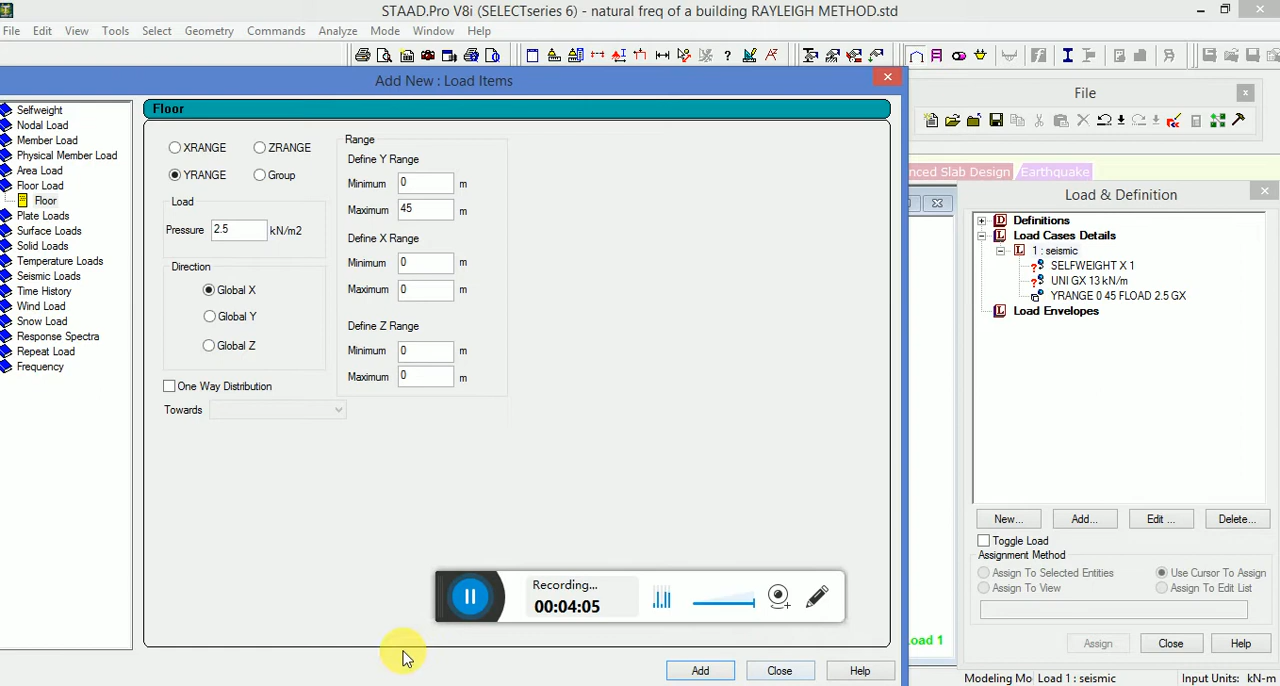 STAAD.Pro V8i (SELECTseries 6) - natural freq of a building RAYLEIGH METHOD.std
File Edit View Tools Select Geometry Commands Analyze Mode Window Help
Add New : Load Items
File
Selfweight
Nodal Load
Member Load
Physical Member Load
Area Load
Floor Load
Floor
Plate Loads
Surface Loads
Solid Loads
Temperature Loads
Seismic Loads
Time History
Wind Load
Snow Load
Response Spectra
Repeat Load
Frequency
Floor
XRANGE ZRANGE
YRANGE Group
Load
Pressure 2.5 kN/m2
Direction
Global X
Global Y
Global Z
One Way Distribution
Towards
Range
Define Y Range
Minimum 0 m
Maximum 45 m
Define X Range
Minimum 0 m
Maximum 0 m
Define Z Range
Minimum 0 m
Maximum 0 m
Recording...
00:04:05
Add Close Help
nced Slab Design Earthquake
Load & Definition
Definitions
Load Cases Details
1 : seismic
SELFWEIGHT X 1
UNI GX 13 kN/m
YRANGE 0 45 FLOAD 2.5 GX
Load Envelopes
New... Add... Edit ... Delete...
Toggle Load
Assignment Method
Assign To Selected Entities Use Cursor To Assign
Assign To View Assign To Edit List
Assign Close Help
oad 1
Modeling Mo Load 1 : seismic Input Units: kN-m